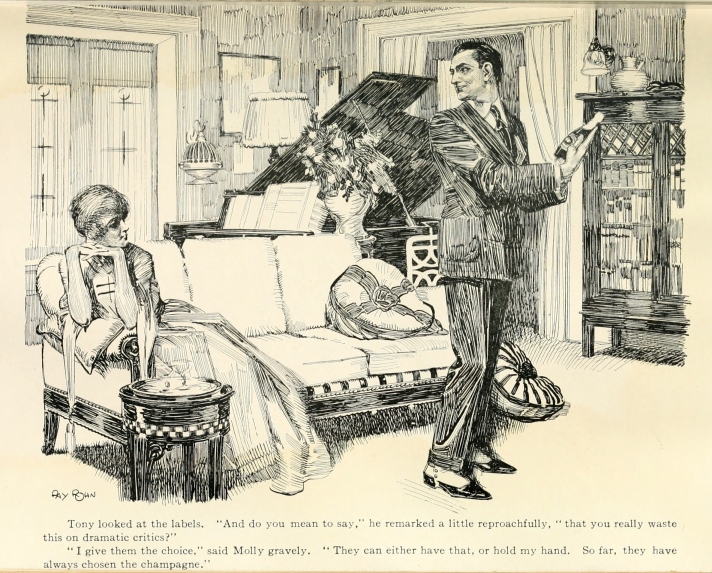 RAY ROHN
Tony looked at the labels. "And do you mean to say," he remarked a little reproachfully, "that you really waste
this on dramatic critics?"
"I give them the choice," said Molly gravely. "They can either have that, or hold my hand. So far, they have
always chosen the champagne."